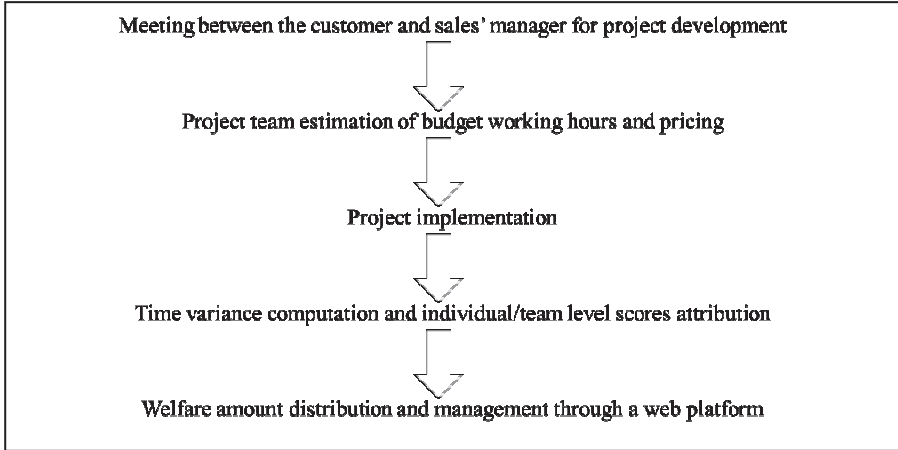 Meeting between the customer and sales’ manager for project development
Project team estimation of budget working hours and pricing
Project implementation
Time variance computation and individual/team level scores attribution
Welfare amount distribution and management through a web platform